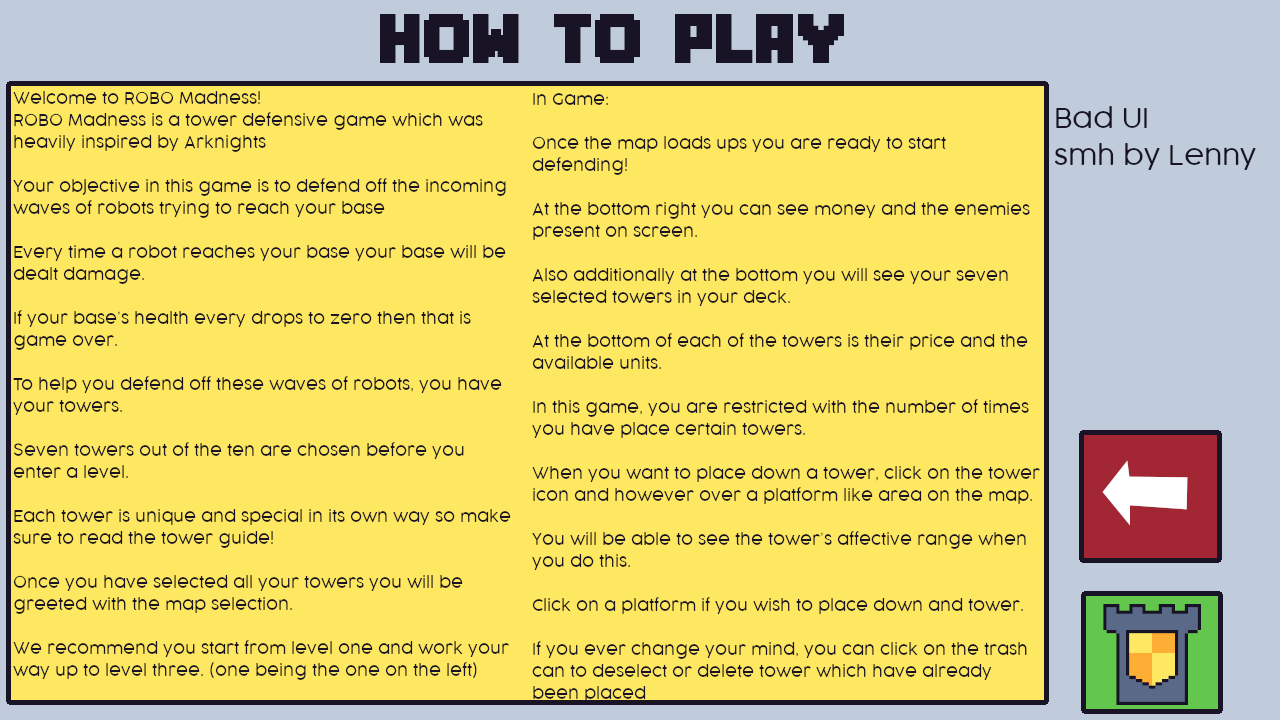 HOW TO PLAY
Welcome to ROBO Madness!
ROBO Madness is a tower defensive game which was
heavily inspired by Arknights
Your objective in this game is to defend off the incoming
waves of robots trying to reach your base
Every time a robot reaches your base your base will be
dealt damage.
If your base's health every drops to zero then that is
game over.
To help you defend off these waves of robots, you have
your towers.
Seven towers out of the ten are chosen before you
enter a level.
Each tower is unique and special in its own way so make
sure to read the tower guide!
Once you have selected all your towers you will be
greeted with the map selection.
We recommend you start from level one and work your
way up to level three. (one being the one on the left)
In Game:
Once the map loads ups you are ready to start
defending!
At the bottom right you can see money and the enemies
present on screen.
Also additionally at the bottom you will see your seven
selected towers in your deck.
At the bottom of each of the towers is their price and the
available units.
In this game, you are restricted with the number of times
you have place certain towers.
When you want to place down a tower, click on the tower
icon and however over a platform like area on the map.
You will be able to see the tower's affective range when
you do this.
Click on a platform if you wish to place down and tower.
If you ever change your mind, you can click on the trash
can to deselect or delete tower which have already
been placed
Bad UI
smh by Lenny